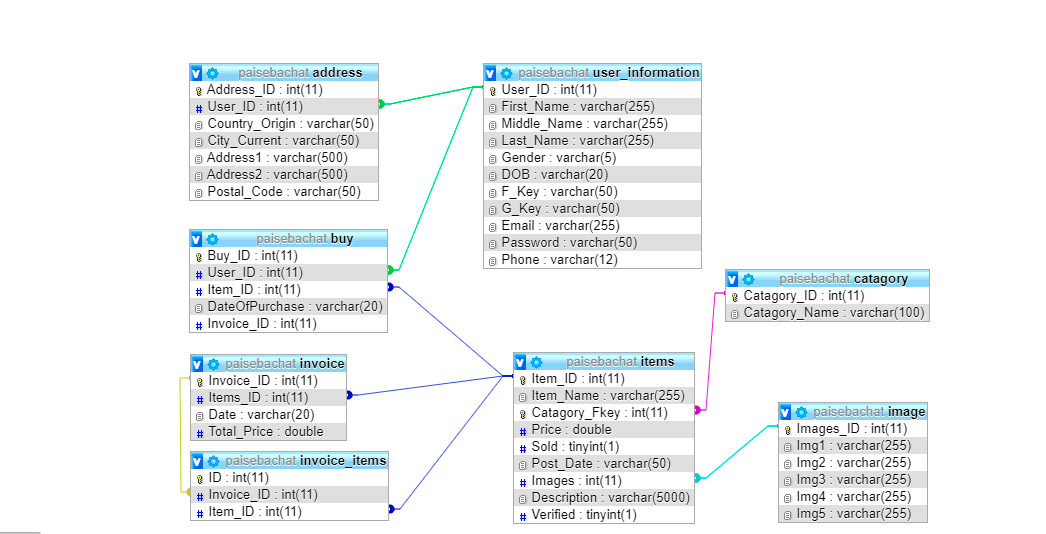 paisebachat address
Address_ID : int(11)
User_ID : int(11)
Country_Origin : varchar(50)
City_Current : varchar(50)
Address1 : varchar(500)
Address2 : varchar(500)
Postal_Code : varchar(50)
paisebachat user_information
User_ID : int(11)
First_Name : varchar(255)
Middle_Name : varchar(255)
Last_Name : varchar(255)
Gender : varchar(5)
DOB : varchar(20)
F_Key : varchar(50)
G_Key : varchar(50)
Email : varchar(255)
Password : varchar(50)
Phone : varchar(12)
paisebachat buy
Buy_ID : int(11)
User_ID : int(11)
Item_ID : int(11)
DateOfPurchase : varchar(20)
Invoice_ID : int(11)
paisebachat catagory
Catagory_ID : int(11)
Catagory_Name : varchar(100)
paisebachat invoice
Invoice_ID : int(11)
Items_ID : int(11)
Date : varchar(20)
Total_Price : double
paisebachat items
Item_ID : int(11)
Item_Name : varchar(255)
Catagory_Fkey : int(11)
Price : double
Sold : tinyint(1)
Post_Date : varchar(50)
Images : int(11)
Description : varchar(5000)
Verified : tinyint(1)
paisebachat image
Images_ID : int(11)
Img1 : varchar(255)
Img2 : varchar(255)
Img3 : varchar(255)
Img4 : varchar(255)
Img5 : varchar(255)
paisebachat invoice_items
ID : int(11)
Invoice_ID : int(11)
Item_ID : int(11)